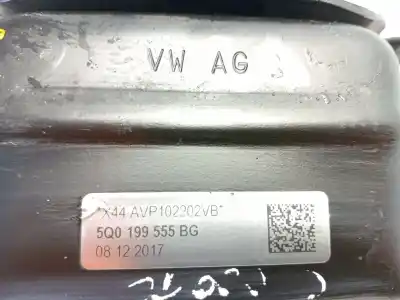 VW AG
*X44 AVP102202VB*
5Q0 199 555 BG
08 12 2017